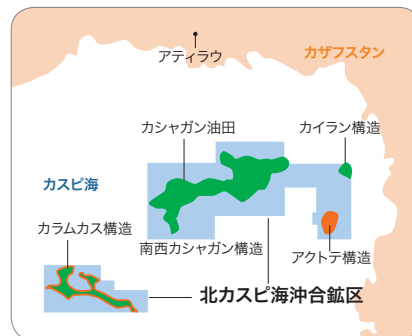 カザフスタン
アティラウ
カシャガン油田
カイラン構造
カスピ海
カラムカス構造
南西カシャガン構造
アクトテ構造
北カスピ海沖合鉱区